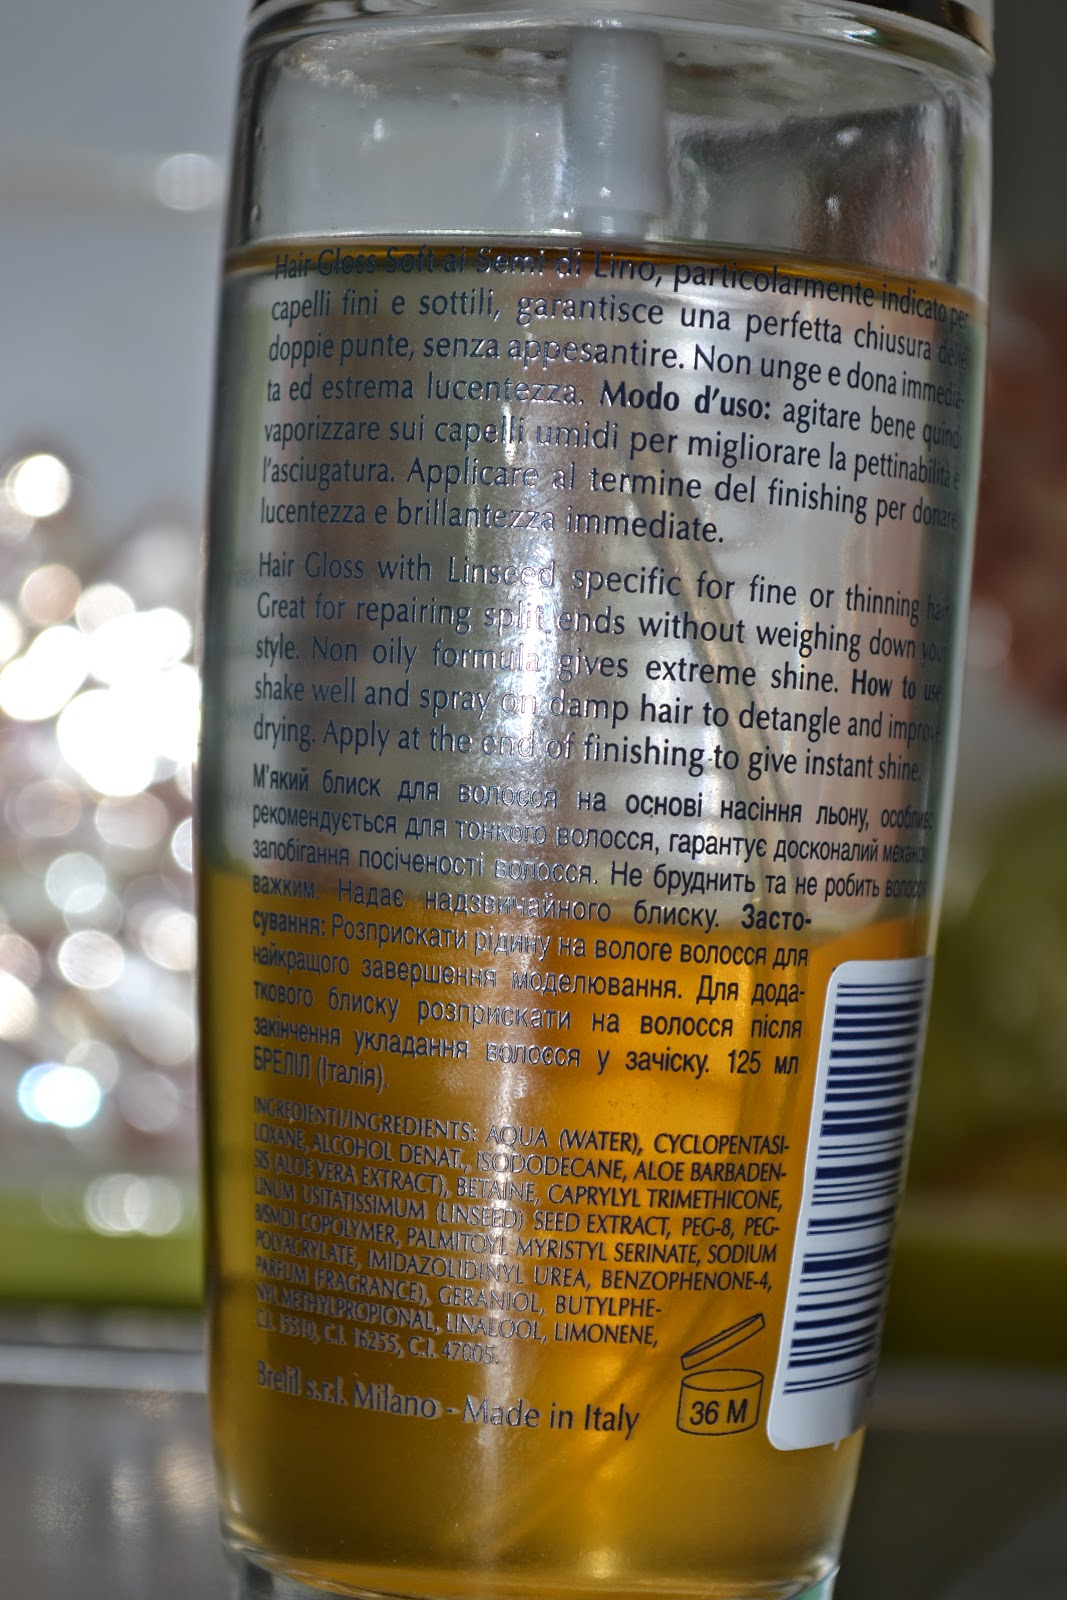 Hair Gloss Soft ai Semi di Lino, particolarmente indicato per
capelli fini e sottili, garantisce una perfetta chiusura delle
doppie punte, senza appesantire. Non unge e dona immedia-
ta ed estrema lucentezza. Modo d'uso: agitare bene quindi
vaporizzare sui capelli umidi per migliorare la pettinabilità e
l'asciugatura. Applicare al termine del finishing per donare
lucentezza e brillantezza immediate.
Hair Gloss with Linseed specific for fine or thinning hair
Great for repairing split ends without weighing down your
style. Non oily formula gives extreme shine. How to use
shake well and spray on damp hair to detangle and improve
drying. Apply at the end of finishing to give instant shine.
М'який блиск для волосся на основі насіння льону, особливо
рекомендується для тонкого волосся, гарантує досконалий механізм
запобігання посіченості волосся. Не бруднить та не робить волосся
важким. Надає надзвичайного блиску. Засто-
сування: Розприскати рідину на вологе волосся для
найкращого завершення моделювання. Для дода-
ткового блиску розприскати на волосся після
закінчення укладання волосся у зачіску. 125 мл
БРЕЛІЛ (Італія).
INGREDIENTI/INGREDIENTS: AQUA (WATER), CYCLOPENTASI-
LOXANE, ALCOHOL DENAT., ISODODECANE, ALOE BARBADEN-
SIS (ALOE VERA EXTRACT), BETAINE, CAPRYLYL TRIMETHICONE,
LINUM USITATISSIMUM (LINSEED) SEED EXTRACT, PEG-8, PEG-
8/SMDI COPOLYMER, PALMITOYL MYRISTYL SERINATE, SODIUM
POLYACRYLATE, IMIDAZOLIDINYL UREA, BENZOPHENONE-4,
PARFUM (FRAGRANCE), GERANIOL, BUTYLPHE-
NYLMETHYLPROPIONAL, LINALOOL, LIMONENE,
C.I. 15510, C.I. 16255, C.I. 47005.
Brelil s.r.l. Milano - Made in Italy
36 M